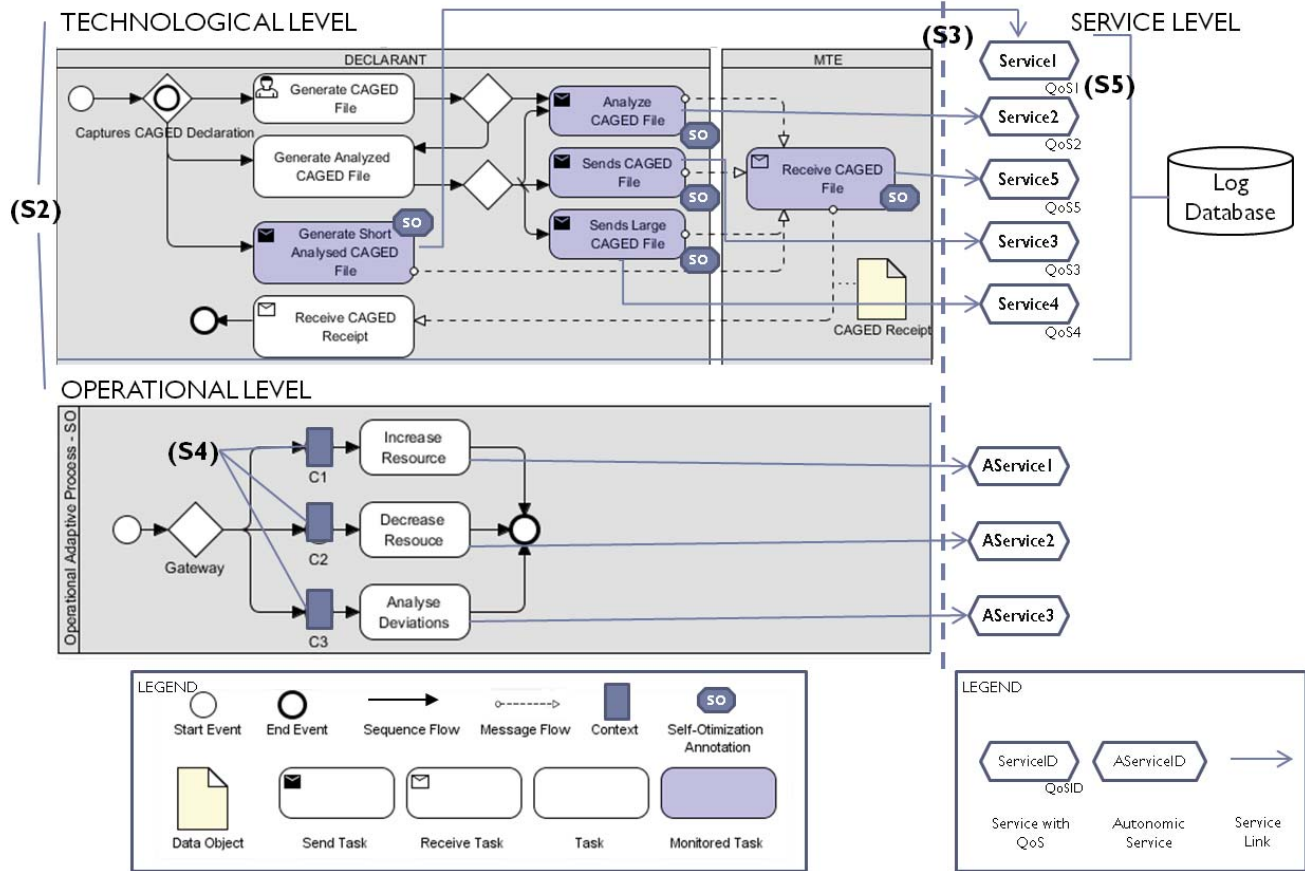 TECHNOLOGICAL LEVEL
(S3)
SERVICE LEVEL
DECLARANT
MTE
Service1
QoS1
(S5)
Generate CAGED
File
Analyze
CAGED File
SO
Service2
QoS2
Captures CAGED Declaration
Generate Analyzed
CAGED File
Sends CAGED
File
SO
Receive CAGED
File
SO
Service5
QoS5
Log
Database
(S2)
Generate Short
Analysed CAGED
File
SO
Sends Large
CAGED File
SO
Service3
QoS3
Receive CAGED
Receipt
CAGED Receipt
Service4
QoS4
OPERATIONAL LEVEL
Operational Adaptive Process - SO
(S4)
C1
Increase
Resource
AService1
Gateway
C2
Decrease
Resouce
AService2
C3
Analyse
Deviations
AService3
LEGEND
Start Event
End Event
Sequence Flow
Message Flow
Context
SO
Self-Otimization
Annotation
Data Object
Send Task
Receive Task
Task
Monitored Task
LEGEND
ServiceID
QoSID
AServiceID
Service with
QoS
Autonomic
Service
Service
Link